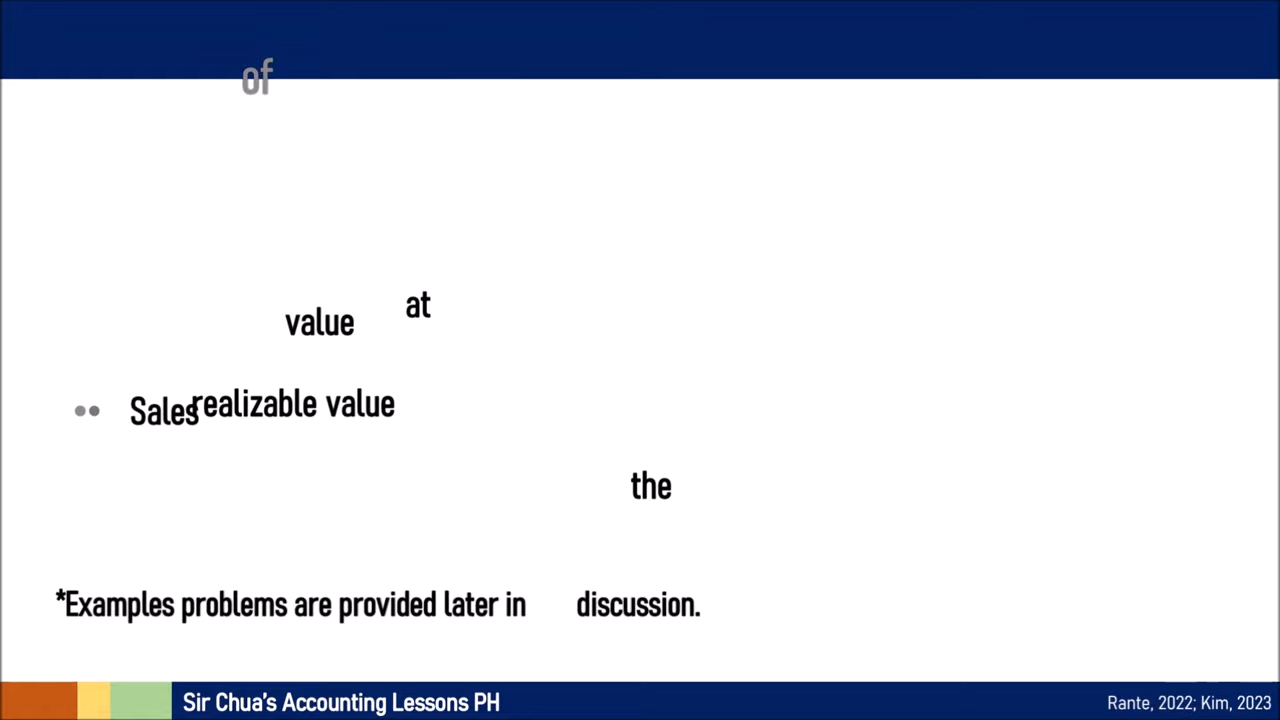 of
at
value
Sales realizable value
the
*Examples problems are provided later in discussion.
Sir Chua's Accounting Lessons PH
Rante, 2022; Kim, 2023